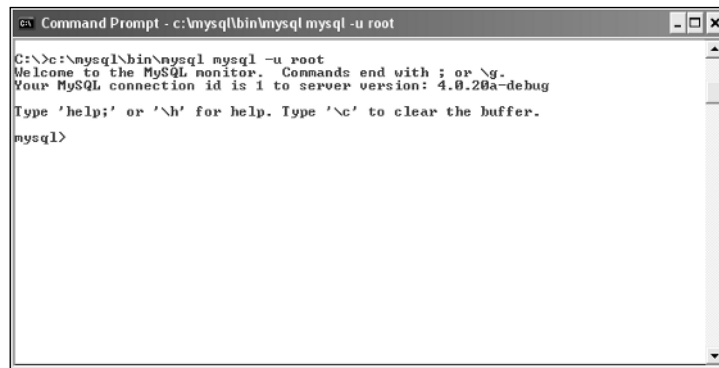 Command Prompt - c:\mysql\bin\mysql mysql -u root
C:\>c:\mysql\bin\mysql mysql -u root
Welcome to the MySQL monitor.  Commands end with ; or \g.
Your MySQL connection id is 1 to server version: 4.0.20a-debug
Type 'help;' or '\h' for help. Type '\c' to clear the buffer.
mysql>